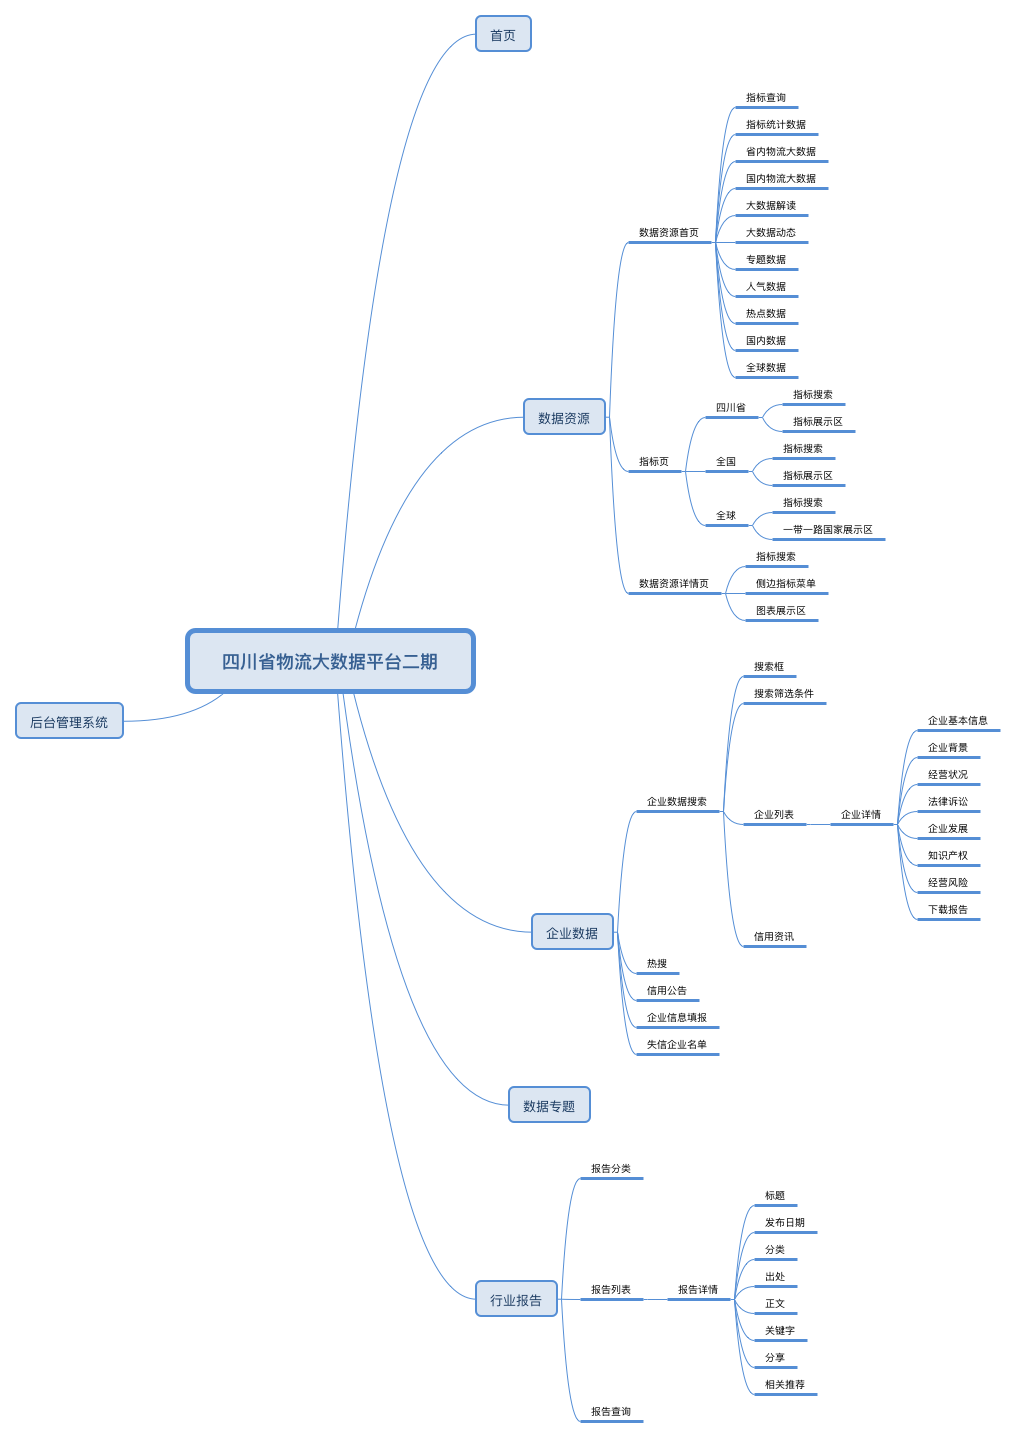 首页
指标查询
指标统计数据
省内物流大数据
国内物流大数据
大数据解读
数据资源首页
大数据动态
专题数据
人气数据
热点数据
国内数据
全球数据
数据资源
四川省
指标搜索
指标展示区
指标页
全国
指标搜索
指标展示区
全球
指标搜索
一带一路国家展示区
数据资源详情页
指标搜索
侧边指标菜单
图表展示区
四川省物流大数据平台二期
后台管理系统
搜索框
搜索筛选条件
企业数据搜索
企业列表
企业详情
企业基本信息
企业背景
经营状况
法律诉讼
企业发展
知识产权
经营风险
下载报告
信用资讯
企业数据
热搜
信用公告
企业信息填报
失信企业名单
数据专题
报告分类
行业报告
报告列表
报告详情
标题
发布日期
分类
出处
正文
关键字
分享
相关推荐
报告查询